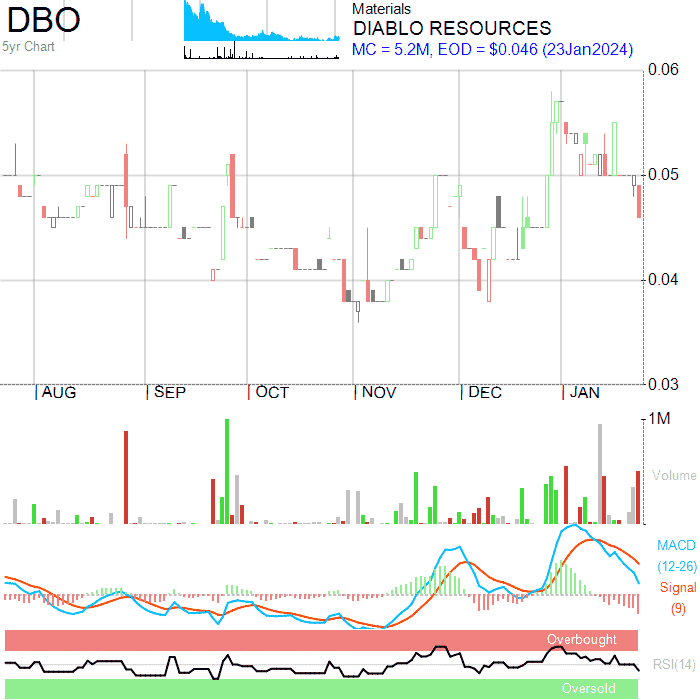 DBO
5yr Chart
Materials
DIABLO RESOURCES
MC = 5.2M, EOD = $0.046 (23Jan2024)
0.06
0.05
0.04
0.03
AUG SEP OCT NOV DEC JAN
1M
Volume
MACD
(12-26)
Signal
(9)
Overbought
RSI(14)
Oversold